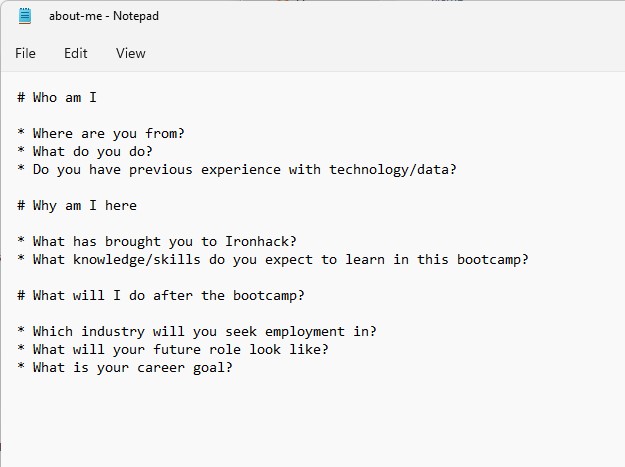 about-me - Notepad
File Edit View
# Who am I
* Where are you from?
* What do you do?
* Do you have previous experience with technology/data?
# Why am I here
* What has brought you to Ironhack?
* What knowledge/skills do you expect to learn in this bootcamp?
# What will I do after the bootcamp?
* Which industry will you seek employment in?
* What will your future role look like?
* What is your career goal?